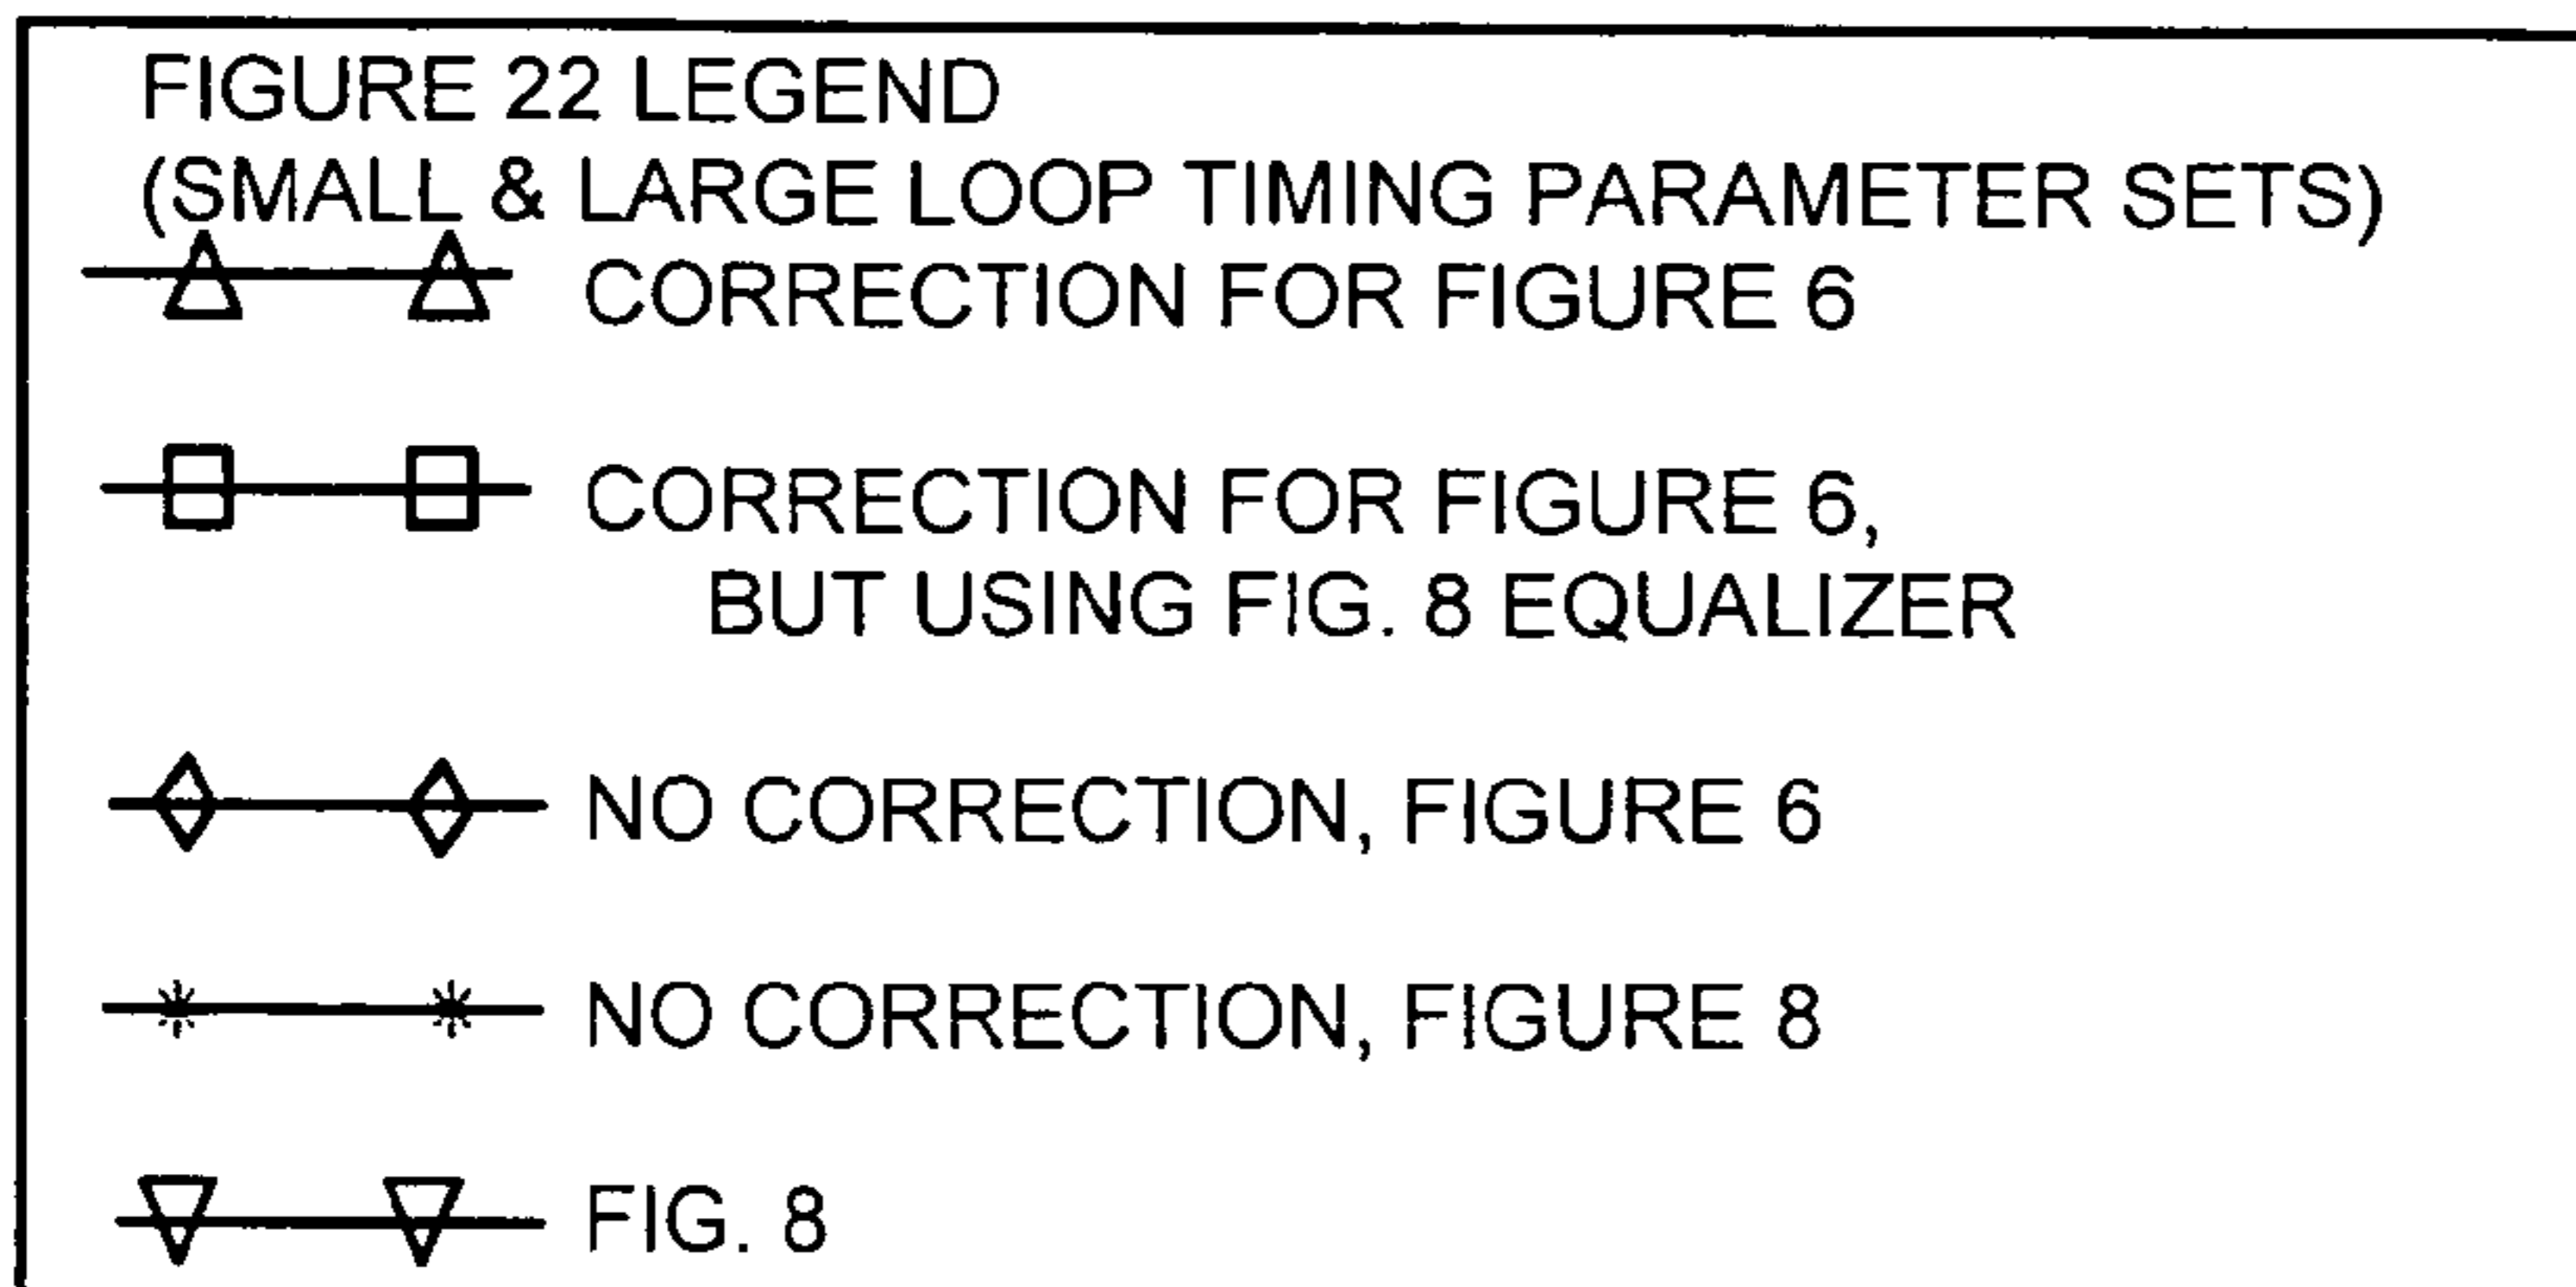 FIGURE 22 LEGEND
(SMALL & LARGE LOOP TIMING PARAMETER SETS)
CORRECTION FOR FIGURE 6
CORRECTION FOR FIGURE 6,
BUT USING FIG. 8 EQUALIZER
NO CORRECTION, FIGURE 6
NO CORRECTION, FIGURE 8
FIG. 8